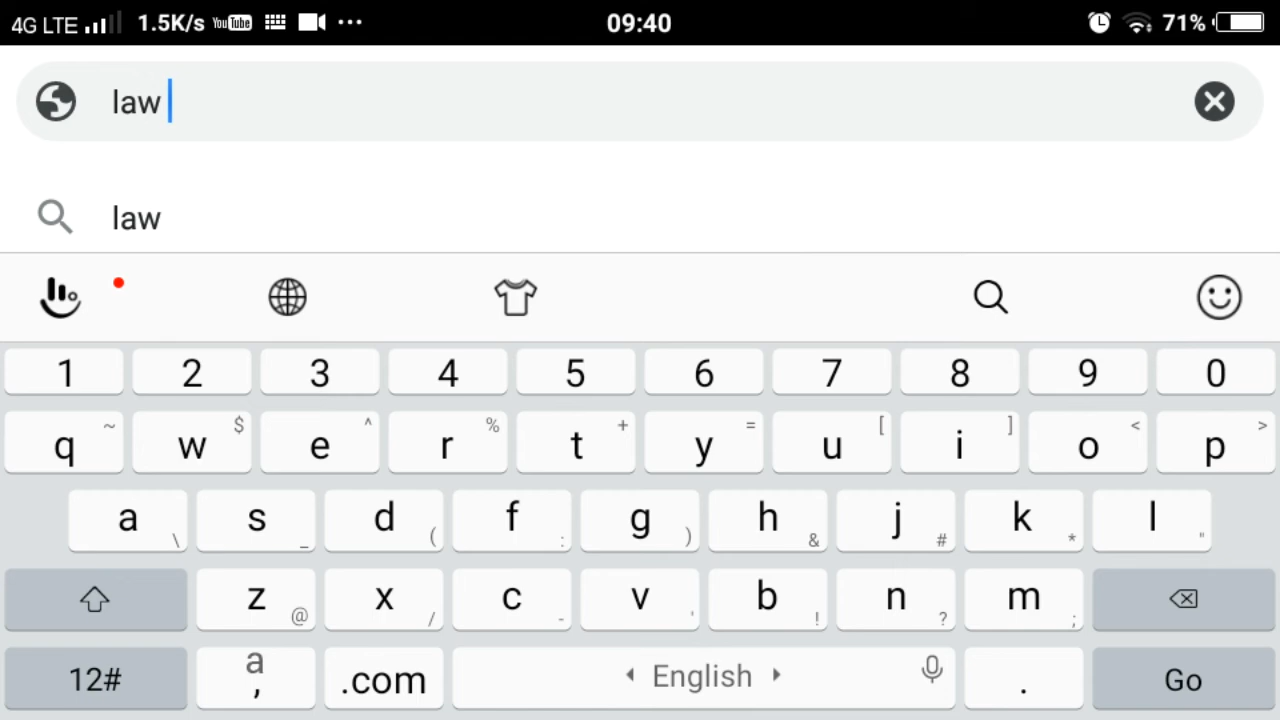 4G LTE 1.5K/s YouTube ... 09:40 71%
law
law
1 2 3 4 5 6 7 8 9 0
q ~ w $ e ^ r % t + y = u [ i ] o < p >
a \ s _ d ( f : g ) h & j # k * l "
z @ x / c - v ' b ! n ? m ;
12# a , .com English . Go